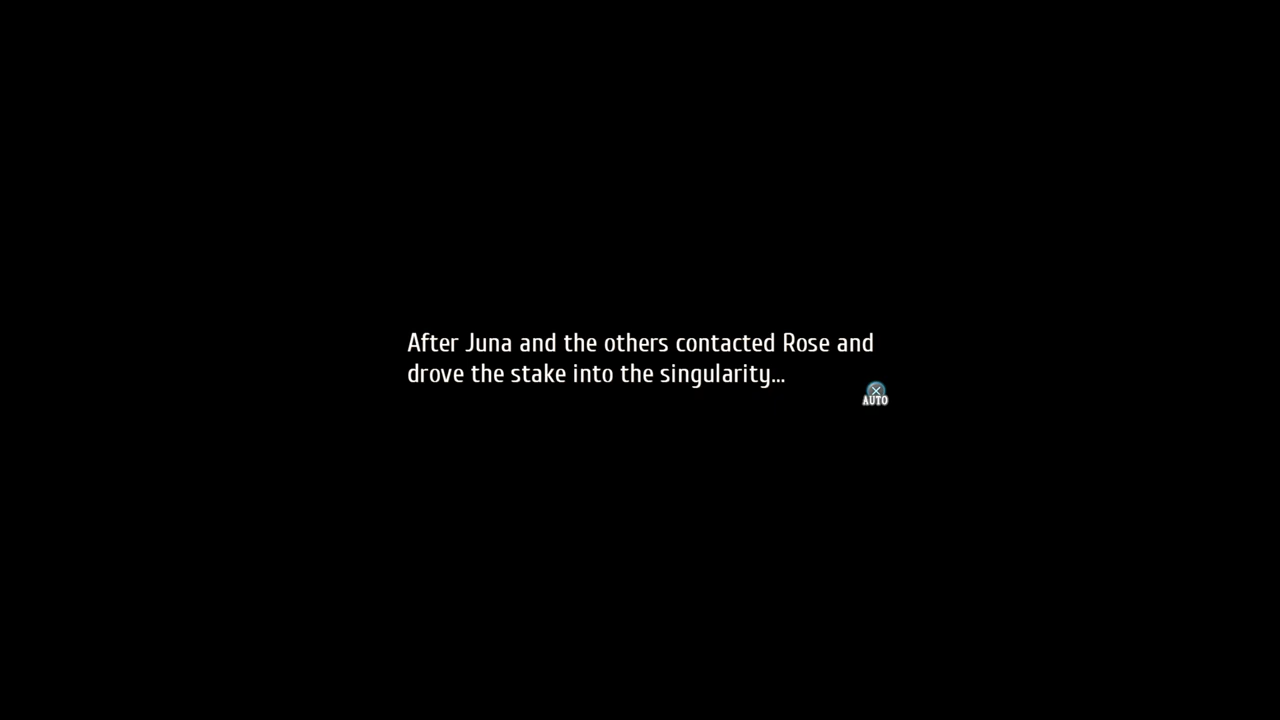 After Juna and the others contacted Rose and
drove the stake into the singularity...
AUTO